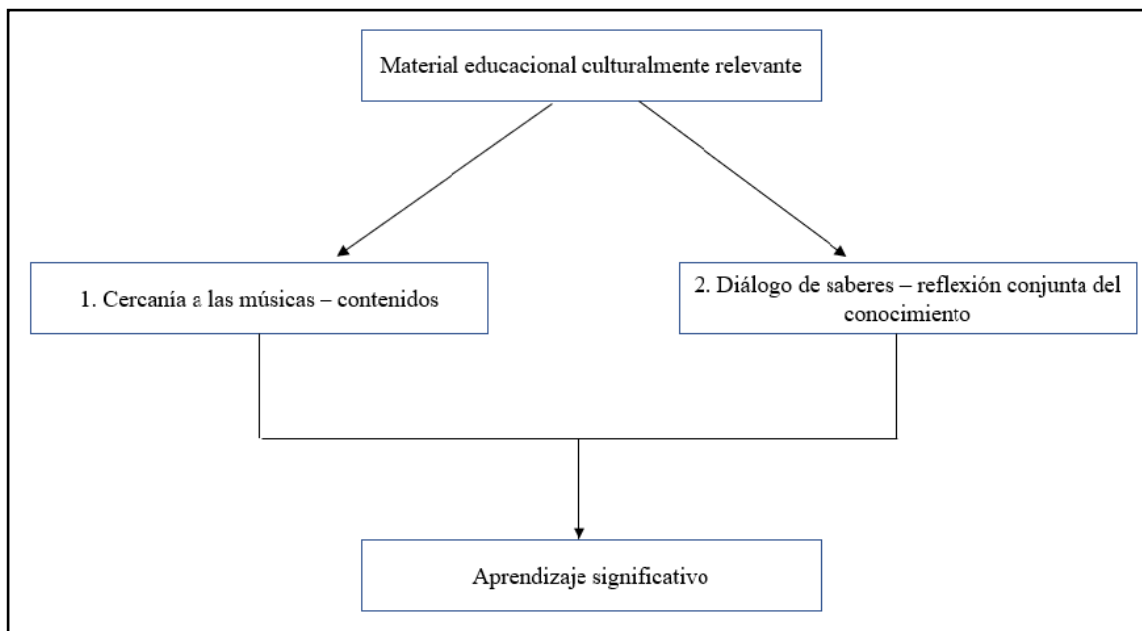 Material educacional culturalmente relevante
1. Cercanía a las músicas – contenidos
2. Diálogo de saberes – reflexión conjunta del
conocimiento
Aprendizaje significativo